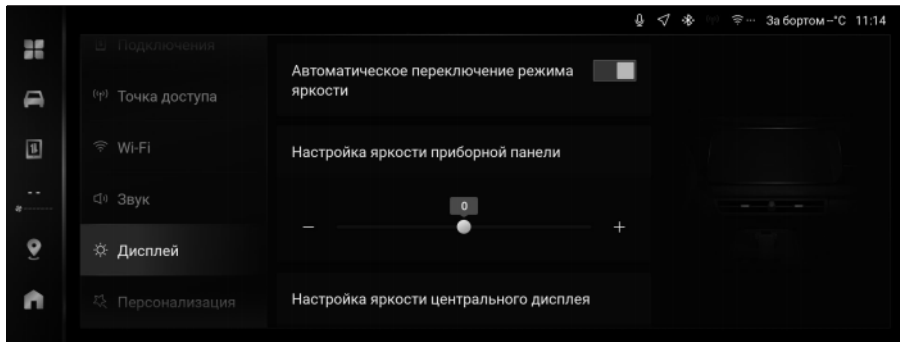 За бортом --°C 11:14
Подключения
Точка доступа
Wi-Fi
Звук
Дисплей
Персонализация
Автоматическое переключение режима
яркости
Настройка яркости приборной панели
0
− +
Настройка яркости центрального дисплея
- -